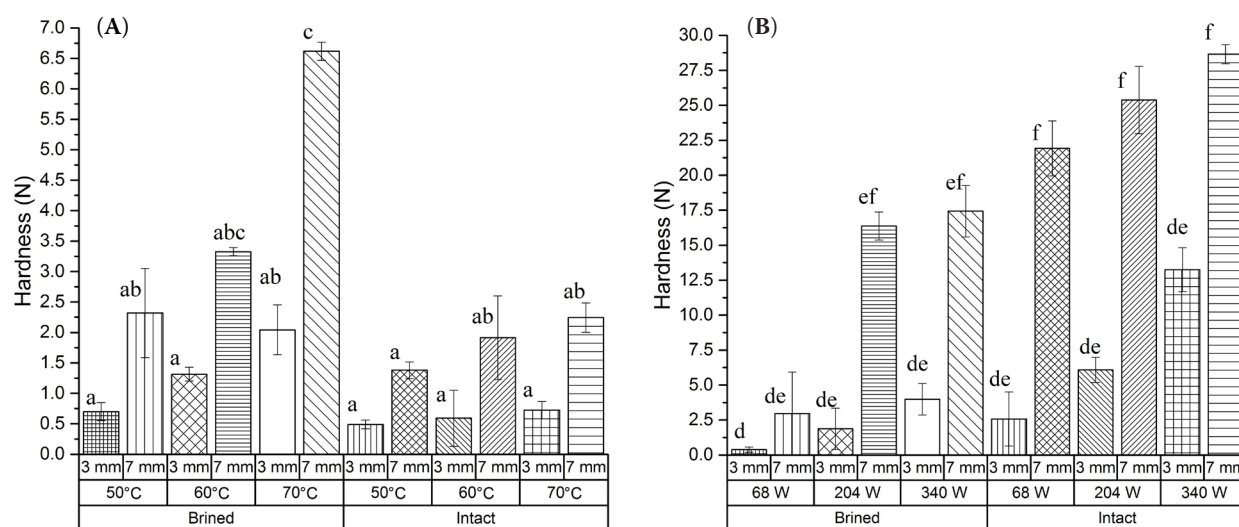 (A)
7.0
6.5
6.0
5.5
5.0
4.5
4.0
3.5
3.0
2.5
2.0
1.5
1.0
0.5
0.0
Hardness (N)
a
ab
a
abc
ab
c
a
a
a
ab
a
ab
3 mm 7 mm 3 mm 7 mm 3 mm 7 mm 3 mm 7 mm 3 mm 7 mm 3 mm 7 mm
50°C 60°C 70°C 50°C 60°C 70°C
Brined Intact
(B)
30.0
27.5
25.0
22.5
20.0
17.5
15.0
12.5
10.0
7.5
5.0
2.5
0.0
Hardness (N)
d
de
de
ef
de
ef
de
f
de
f
de
f
3 mm 7 mm 3 mm 7 mm 3 mm 7 mm 3 mm 7 mm 3 mm 7 mm 3 mm 7 mm
68 W 204 W 340 W 68 W 204 W 340 W
Brined Intact